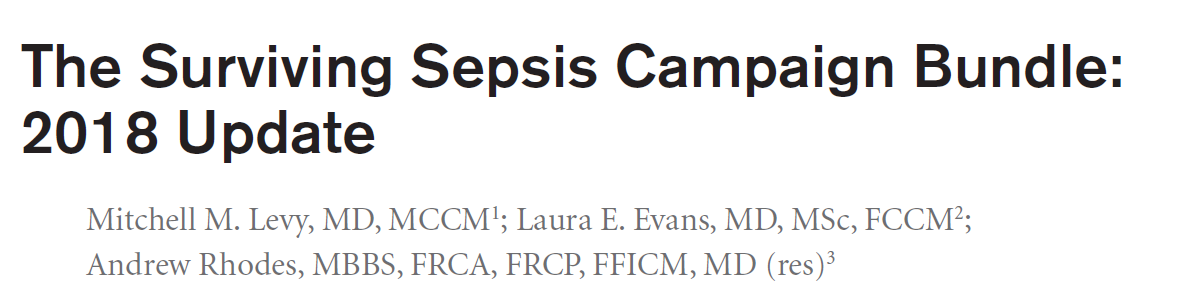 The Surviving Sepsis Campaign Bundle:
2018 Update
Mitchell M. Levy, MD, MCCM¹; Laura E. Evans, MD, MSc, FCCM²;
Andrew Rhodes, MBBS, FRCA, FRCP, FFICM, MD (res)³